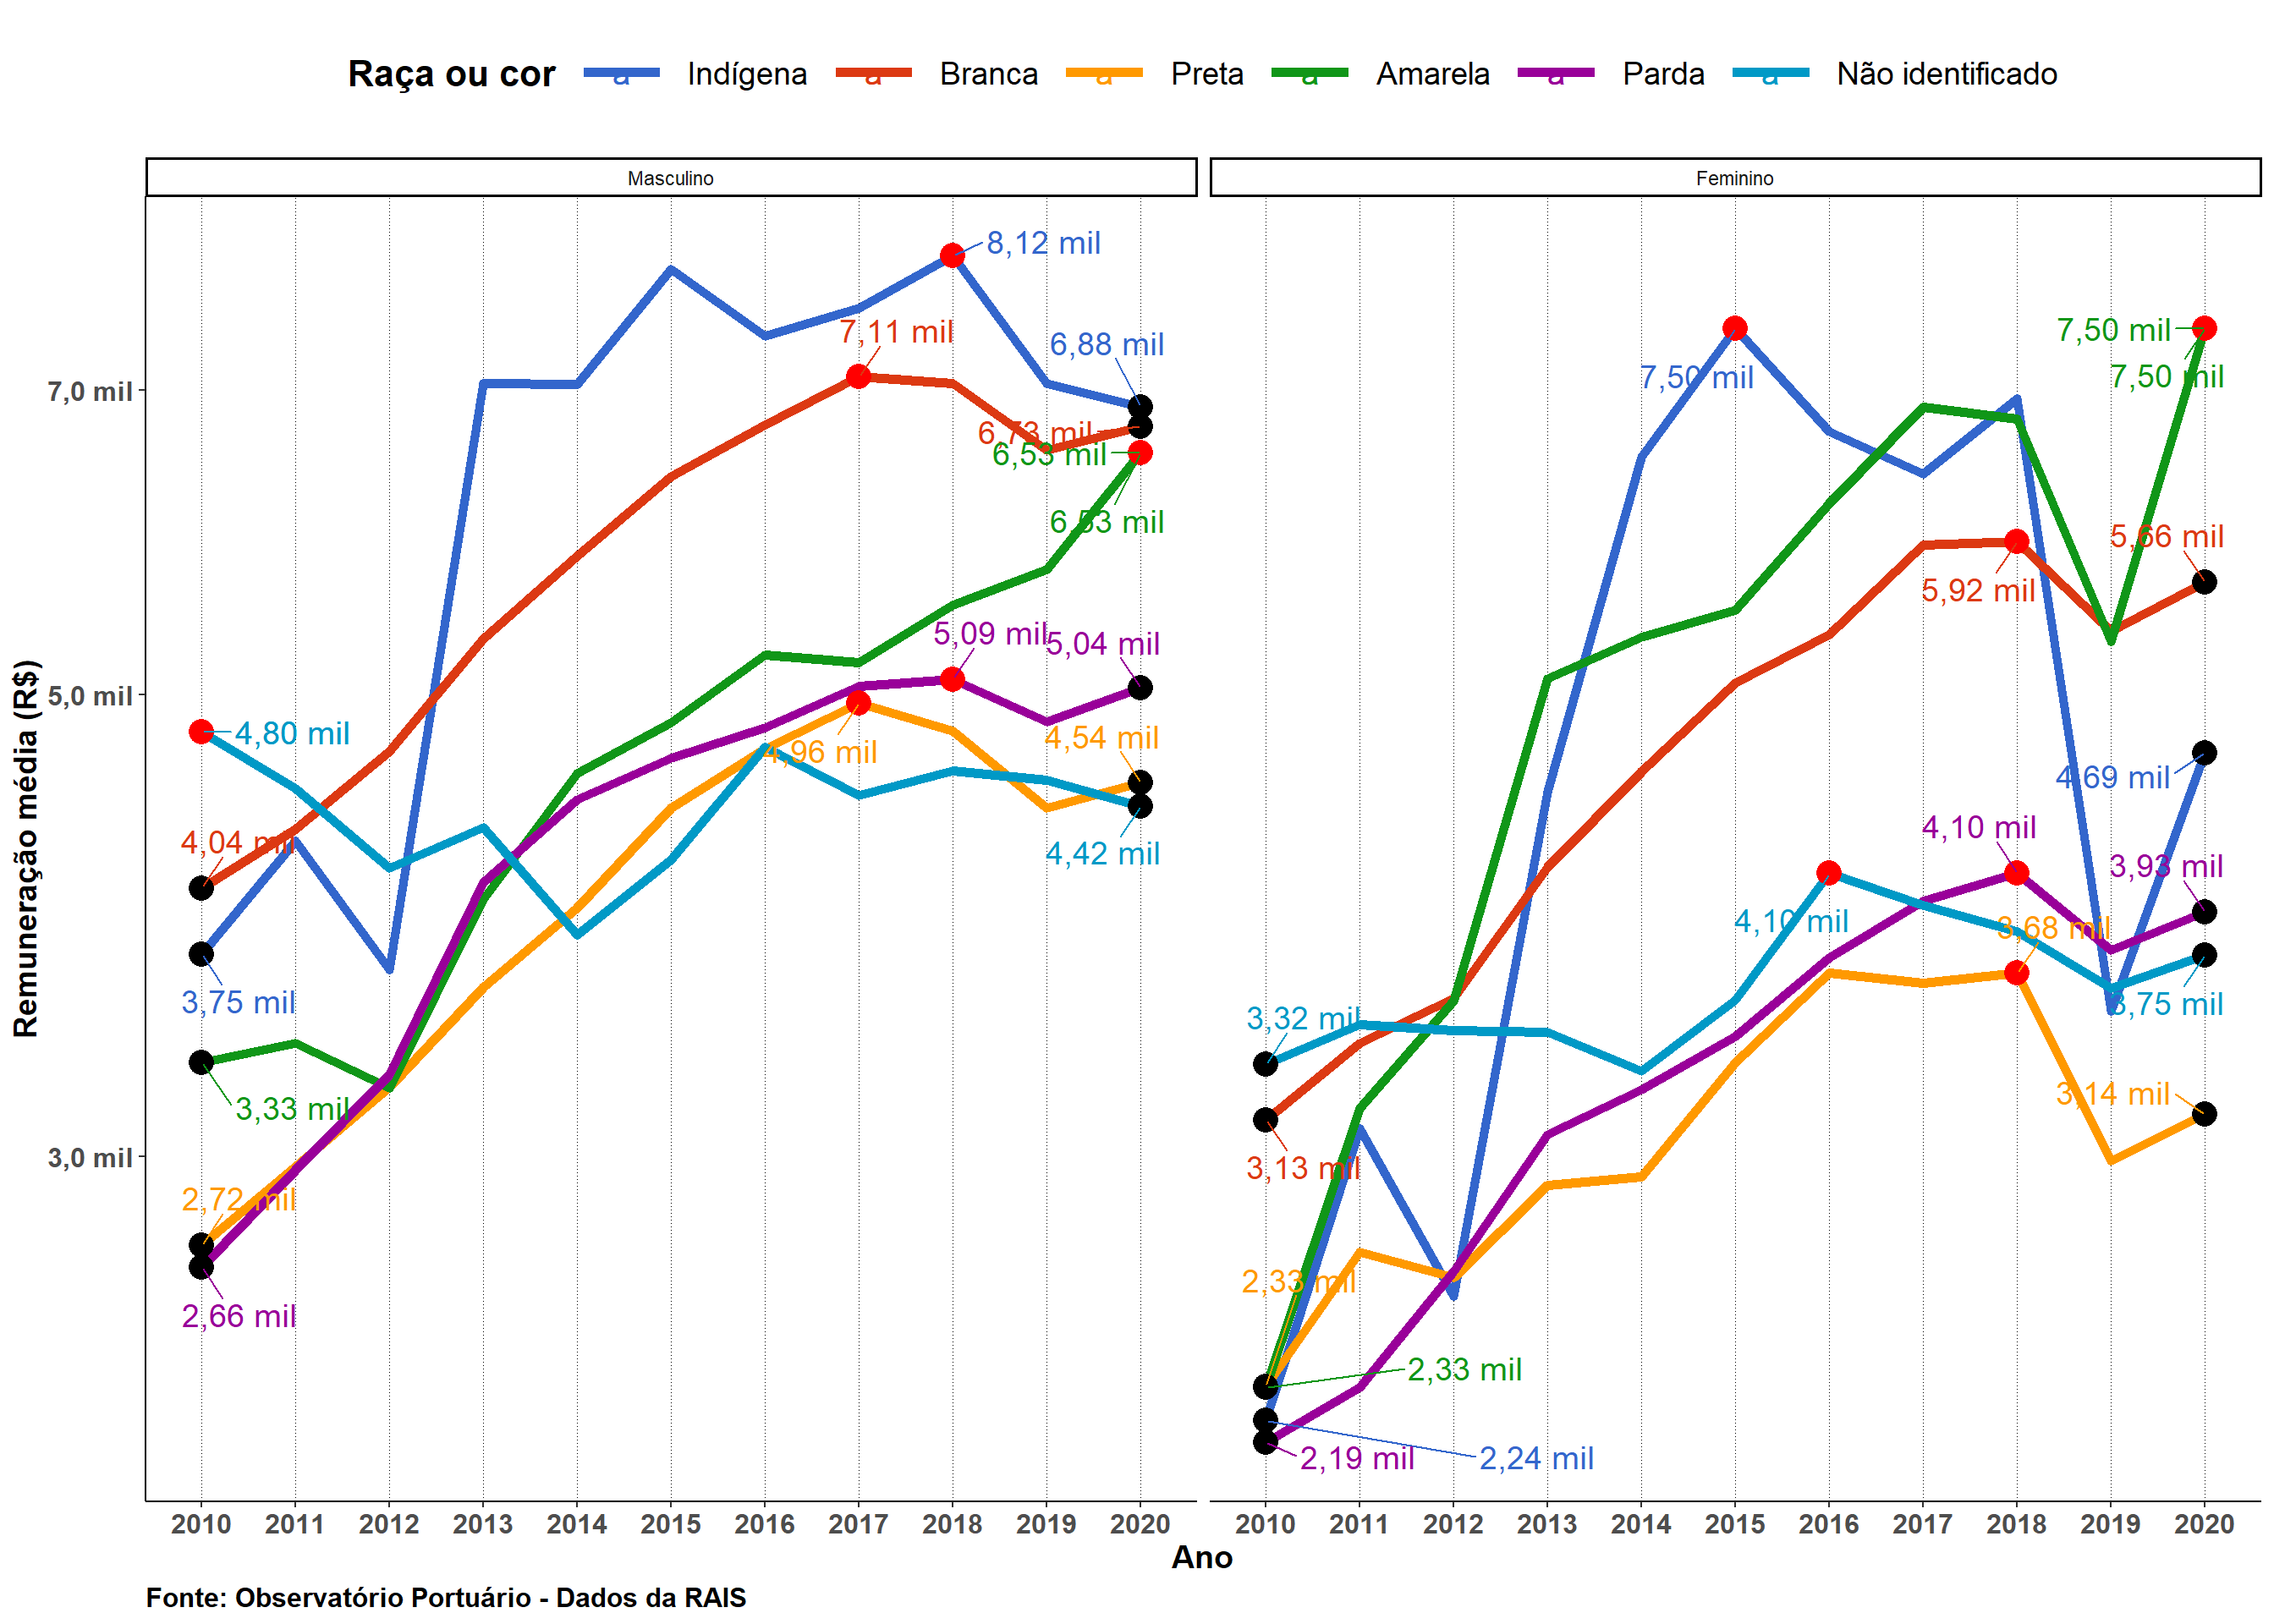 Raça ou cor a Indígena a Branca a Preta a Amarela a Parda a Não identificado
Masculino
Feminino
Remuneração média (R$)
7,0 mil
5,0 mil
3,0 mil
8,12 mil
7,11 mil
6,88 mil
6,73 mil
6,53 mil
6,53 mil
5,09 mil
5,04 mil
4,80 mil
4,96 mil
4,54 mil
4,42 mil
4,04 mil
3,75 mil
3,33 mil
2,72 mil
2,66 mil
7,50 mil
7,50 mil
7,50 mil
5,66 mil
5,92 mil
4,69 mil
4,10 mil
3,93 mil
4,10 mil
3,68 mil
3,75 mil
3,32 mil
3,14 mil
3,13 mil
2,33 mil
2,33 mil
2,19 mil
2,24 mil
2010 2011 2012 2013 2014 2015 2016 2017 2018 2019 2020
2010 2011 2012 2013 2014 2015 2016 2017 2018 2019 2020
Ano
Fonte: Observatório Portuário - Dados da RAIS